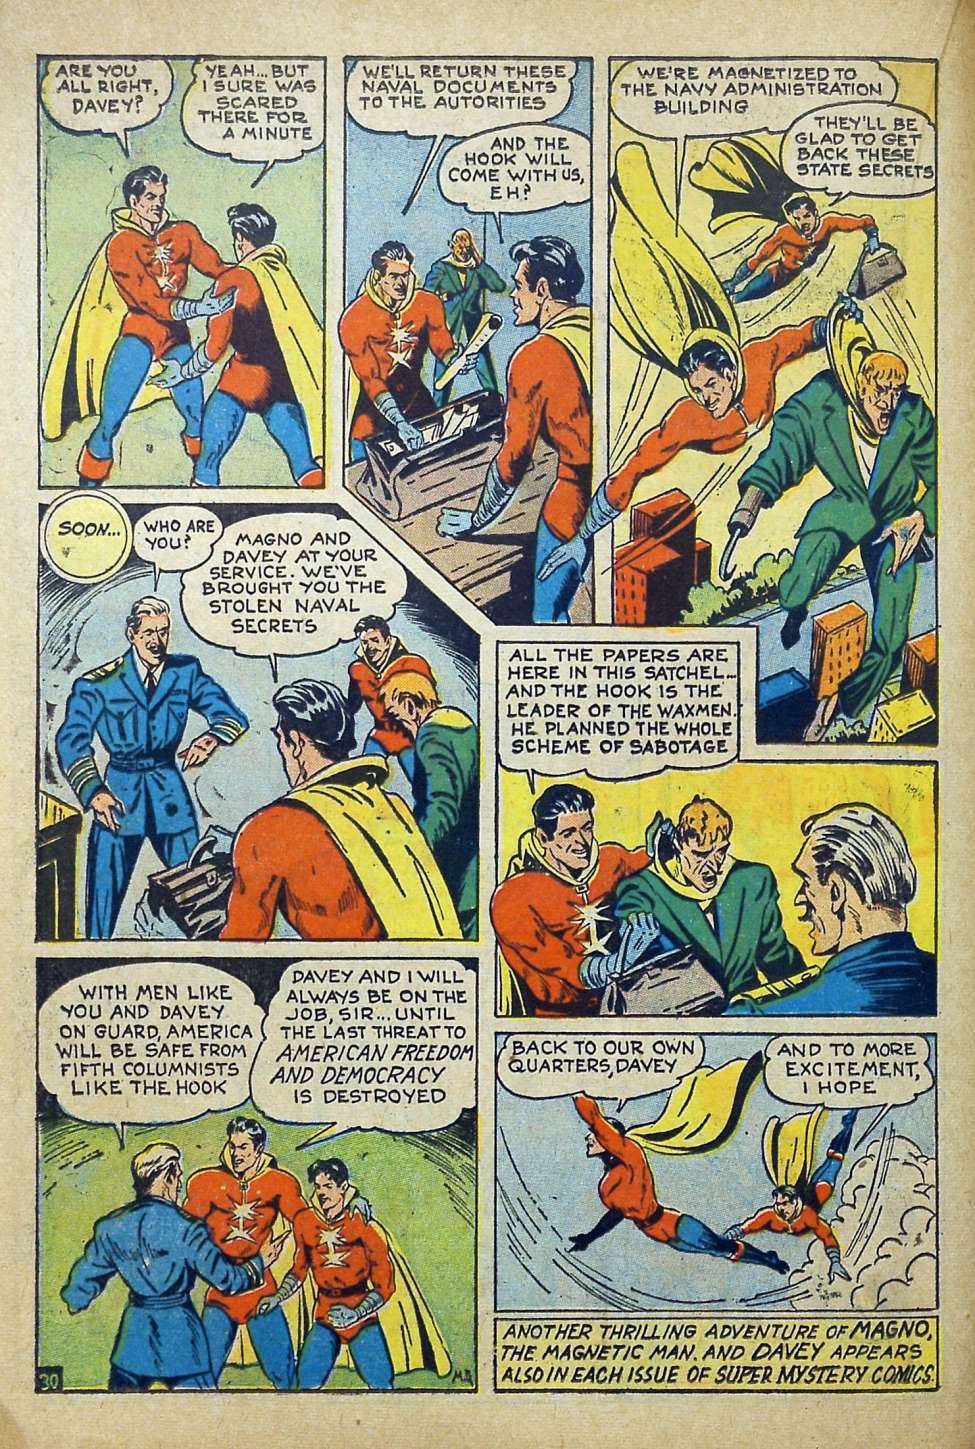 ARE YOU
ALL RIGHT,
DAVEY?
YEAH... BUT
I SURE WAS
SCARED
THERE FOR
A MINUTE
WE'LL RETURN THESE
NAVAL DOCUMENTS
TO THE AUTORITIES
AND THE
HOOK WILL
COME WITH US,
EH?
WE'RE MAGNETIZED TO
THE NAVY ADMINISTRATION
BUILDING
THEY'LL BE
GLAD TO GET
BACK THESE
STATE SECRETS
SOON...
WHO ARE
YOU?
MAGNO AND
DAVEY AT YOUR
SERVICE. WE'VE
BROUGHT YOU THE
STOLEN NAVAL
SECRETS
ALL THE PAPERS ARE
HERE IN THIS SATCHEL...
AND THE HOOK IS THE
LEADER OF THE WAXMEN.
HE PLANNED THE WHOLE
SCHEME OF SABOTAGE
WITH MEN LIKE
YOU AND DAVEY
ON GUARD, AMERICA
WILL BE SAFE FROM
FIFTH COLUMNISTS
LIKE THE HOOK
DAVEY AND I WILL
ALWAYS BE ON THE
JOB, SIR... UNTIL
THE LAST THREAT TO
AMERICAN FREEDOM
AND DEMOCRACY
IS DESTROYED
30
BACK TO OUR OWN
QUARTERS, DAVEY
AND TO MORE
EXCITEMENT,
I HOPE
ANOTHER THRILLING ADVENTURE OF MAGNO,
THE MAGNETIC MAN. AND DAVEY APPEARS
ALSO IN EACH ISSUE OF SUPER MYSTERY COMICS.